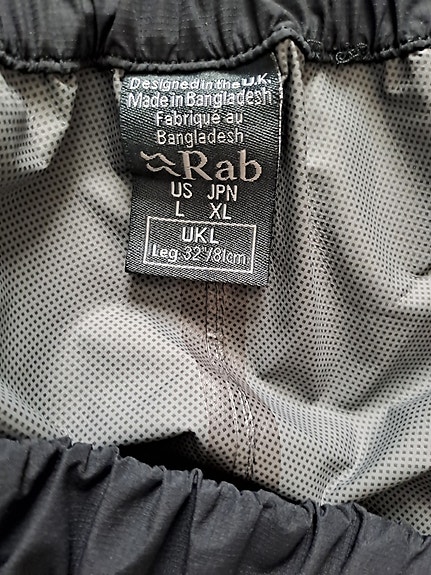 Designed in the U.K.
Made in Bangladesh
Fabriqué au
Bangladesh
Rab
US JPN
L XL
UKL
Leg 32"/81cm